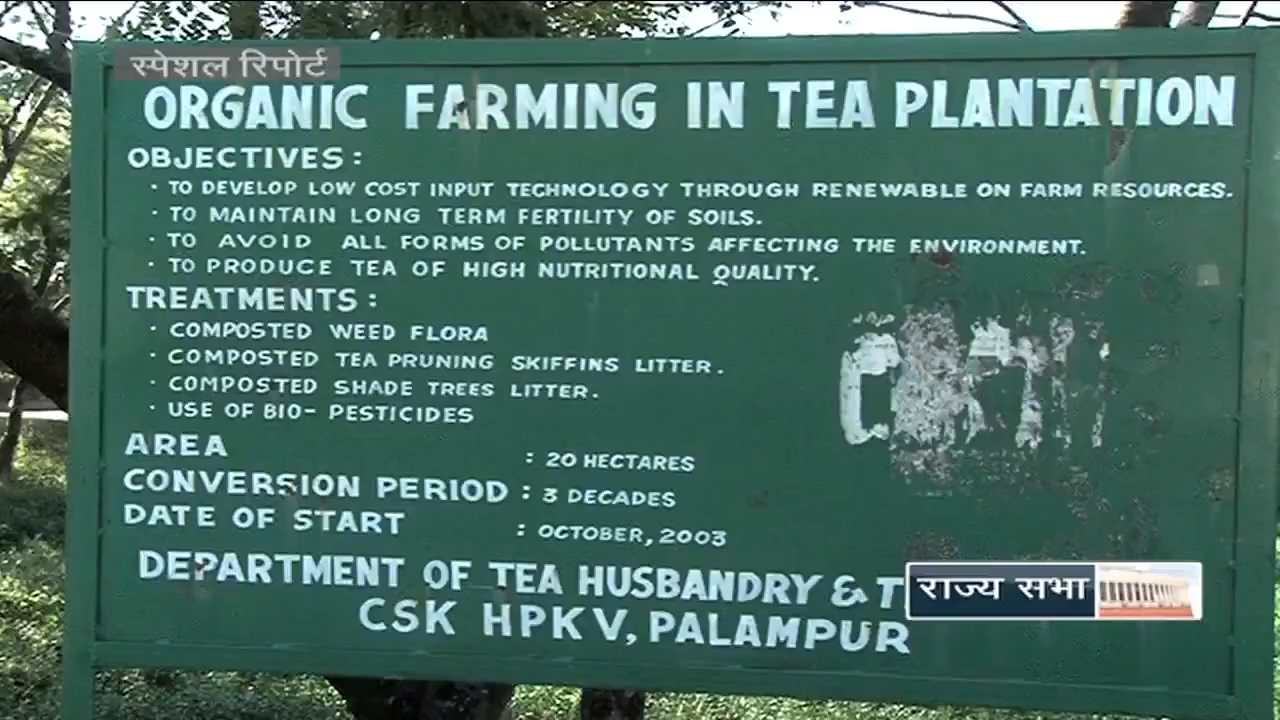 स्पेशल रिपोर्ट
ORGANIC FARMING IN TEA PLANTATION
OBJECTIVES :
· TO DEVELOP LOW COST INPUT TECHNOLOGY THROUGH RENEWABLE ON FARM RESOURCES.
· TO MAINTAIN LONG TERM FERTILITY OF SOILS.
· TO AVOID ALL FORMS OF POLLUTANTS AFFECTING THE ENVIRONMENT.
· TO PRODUCE TEA OF HIGH NUTRITIONAL QUALITY.
TREATMENTS :
· COMPOSTED WEED FLORA
· COMPOSTED TEA PRUNING SKIFFINS LITTER.
· COMPOSTED SHADE TREES LITTER.
· USE OF BIO- PESTICIDES
AREA : 20 HECTARES
CONVERSION PERIOD : 3 DECADES
DATE OF START : OCTOBER, 2003
DEPARTMENT OF TEA HUSBANDRY & T
राज्य सभा
CSK HPKV, PALAMPUR